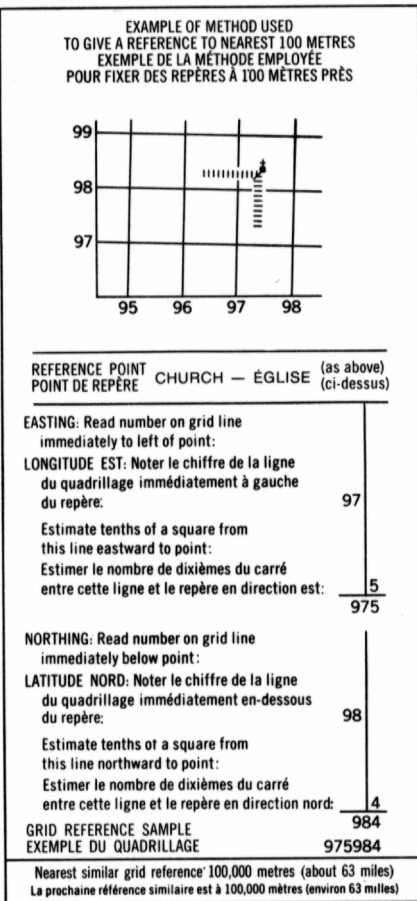 EXAMPLE OF METHOD USED
TO GIVE A REFERENCE TO NEAREST 100 METRES
EXEMPLE DE LA MÉTHODE EMPLOYÉE
POUR FIXER DES REPÈRES À 100 MÈTRES PRÈS
99
98
97
95 96 97 98
REFERENCE POINT
POINT DE REPÈRE
CHURCH — ÉGLISE
(as above)
(ci-dessus)
EASTING: Read number on grid line
immediately to left of point:
LONGITUDE EST: Noter le chiffre de la ligne
du quadrillage immédiatement à gauche
du repère: 97
Estimate tenths of a square from
this line eastward to point:
Estimer le nombre de dixièmes du carré
entre cette ligne et le repère en direction est: 5
975
NORTHING: Read number on grid line
immediately below point:
LATITUDE NORD: Noter le chiffre de la ligne
du quadrillage immédiatement en-dessous
du repère: 98
Estimate tenths of a square from
this line northward to point:
Estimer le nombre de dixièmes du carré
entre cette ligne et le repère en direction nord: 4
984
GRID REFERENCE SAMPLE
EXEMPLE DU QUADRILLAGE 975984
Nearest similar grid reference 100,000 metres (about 63 miles)
La prochaine référence similaire est à 100,000 mètres (environ 63 milles)